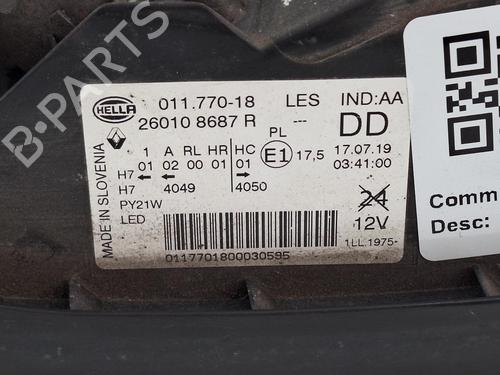 B-PARTS
HELLA 011.770-18 LES IND:AA
26010 8687 R --- DD
PL
1 A RL HR HC E1 17,5 17.07.19
01 02 00 01 01 03:41:00
H7 ← →
H7 4049 4050 24
PY21W
LED 12V
1LL.1975-
0117701800030595
MADE IN SLOVENIA
Comm
Desc: